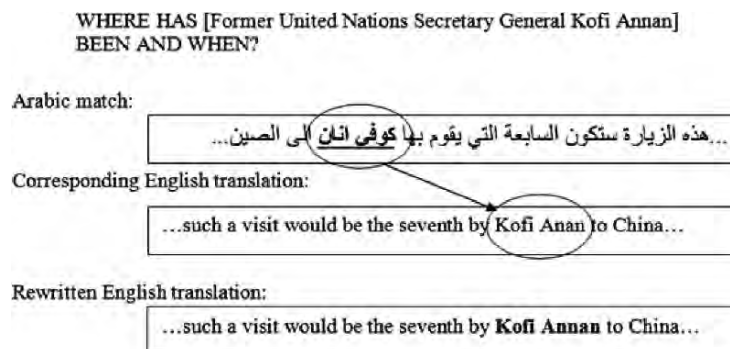 WHERE HAS [Former United Nations Secretary General Kofi Annan]
BEEN AND WHEN?
Arabic match:
...هذه الزيارة ستكون السابعة التي يقوم بها كوفي انان الى الصين...
Corresponding English translation:
...such a visit would be the seventh by Kofi Anan to China...
Rewritten English translation:
...such a visit would be the seventh by Kofi Annan to China...